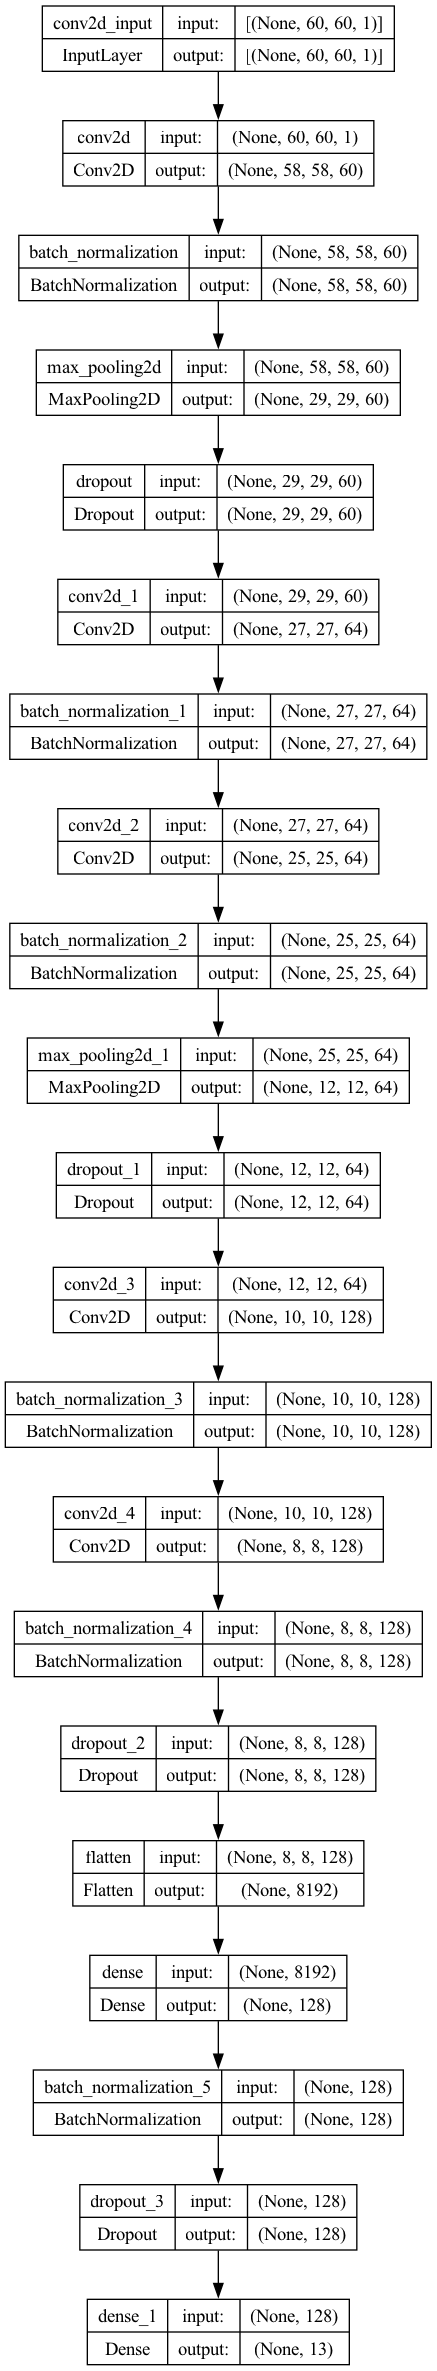 conv2d_input input: [(None, 60, 60, 1)]
InputLayer output: [(None, 60, 60, 1)]
conv2d input: (None, 60, 60, 1)
Conv2D output: (None, 58, 58, 60)
batch_normalization input: (None, 58, 58, 60)
BatchNormalization output: (None, 58, 58, 60)
max_pooling2d input: (None, 58, 58, 60)
MaxPooling2D output: (None, 29, 29, 60)
dropout input: (None, 29, 29, 60)
Dropout output: (None, 29, 29, 60)
conv2d_1 input: (None, 29, 29, 60)
Conv2D output: (None, 27, 27, 64)
batch_normalization_1 input: (None, 27, 27, 64)
BatchNormalization output: (None, 27, 27, 64)
conv2d_2 input: (None, 27, 27, 64)
Conv2D output: (None, 25, 25, 64)
batch_normalization_2 input: (None, 25, 25, 64)
BatchNormalization output: (None, 25, 25, 64)
max_pooling2d_1 input: (None, 25, 25, 64)
MaxPooling2D output: (None, 12, 12, 64)
dropout_1 input: (None, 12, 12, 64)
Dropout output: (None, 12, 12, 64)
conv2d_3 input: (None, 12, 12, 64)
Conv2D output: (None, 10, 10, 128)
batch_normalization_3 input: (None, 10, 10, 128)
BatchNormalization output: (None, 10, 10, 128)
conv2d_4 input: (None, 10, 10, 128)
Conv2D output: (None, 8, 8, 128)
batch_normalization_4 input: (None, 8, 8, 128)
BatchNormalization output: (None, 8, 8, 128)
dropout_2 input: (None, 8, 8, 128)
Dropout output: (None, 8, 8, 128)
flatten input: (None, 8, 8, 128)
Flatten output: (None, 8192)
dense input: (None, 8192)
Dense output: (None, 128)
batch_normalization_5 input: (None, 128)
BatchNormalization output: (None, 128)
dropout_3 input: (None, 128)
Dropout output: (None, 128)
dense_1 input: (None, 128)
Dense output: (None, 13)